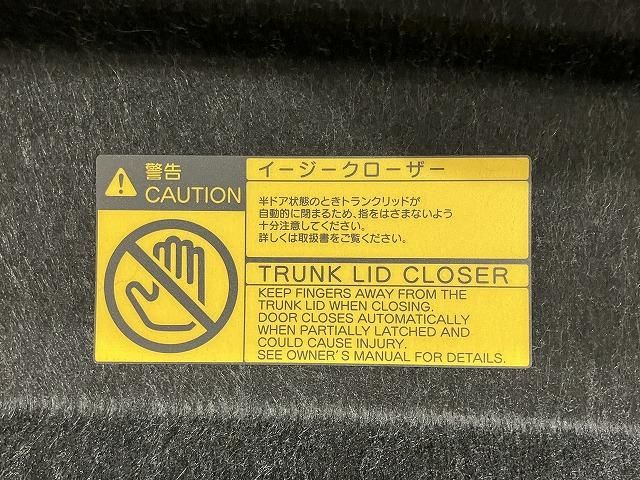 警告
CAUTION
イージークローザー
半ドア状態のときトランクリッドが
自動的に閉まるため、指をはさまないよう
十分注意してください。
詳しくは取扱書をご覧ください。
TRUNK LID CLOSER
KEEP FINGERS AWAY FROM THE
TRUNK LID WHEN CLOSING.
DOOR CLOSES AUTOMATICALLY
WHEN PARTIALLY LATCHED AND
COULD CAUSE INJURY.
SEE OWNER'S MANUAL FOR DETAILS.